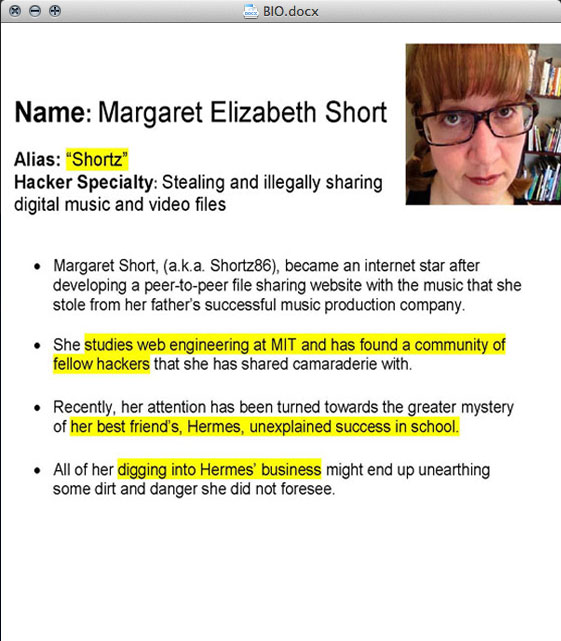 BIO.docx
Name: Margaret Elizabeth Short
Alias: “Shortz”
Hacker Specialty: Stealing and illegally sharing
digital music and video files
• Margaret Short, (a.k.a. Shortz86), became an internet star after
developing a peer-to-peer file sharing website with the music that she
stole from her father’s successful music production company.
• She studies web engineering at MIT and has found a community of
fellow hackers that she has shared camaraderie with.
• Recently, her attention has been turned towards the greater mystery
of her best friend’s, Hermes, unexplained success in school.
• All of her digging into Hermes’ business might end up unearthing
some dirt and danger she did not foresee.